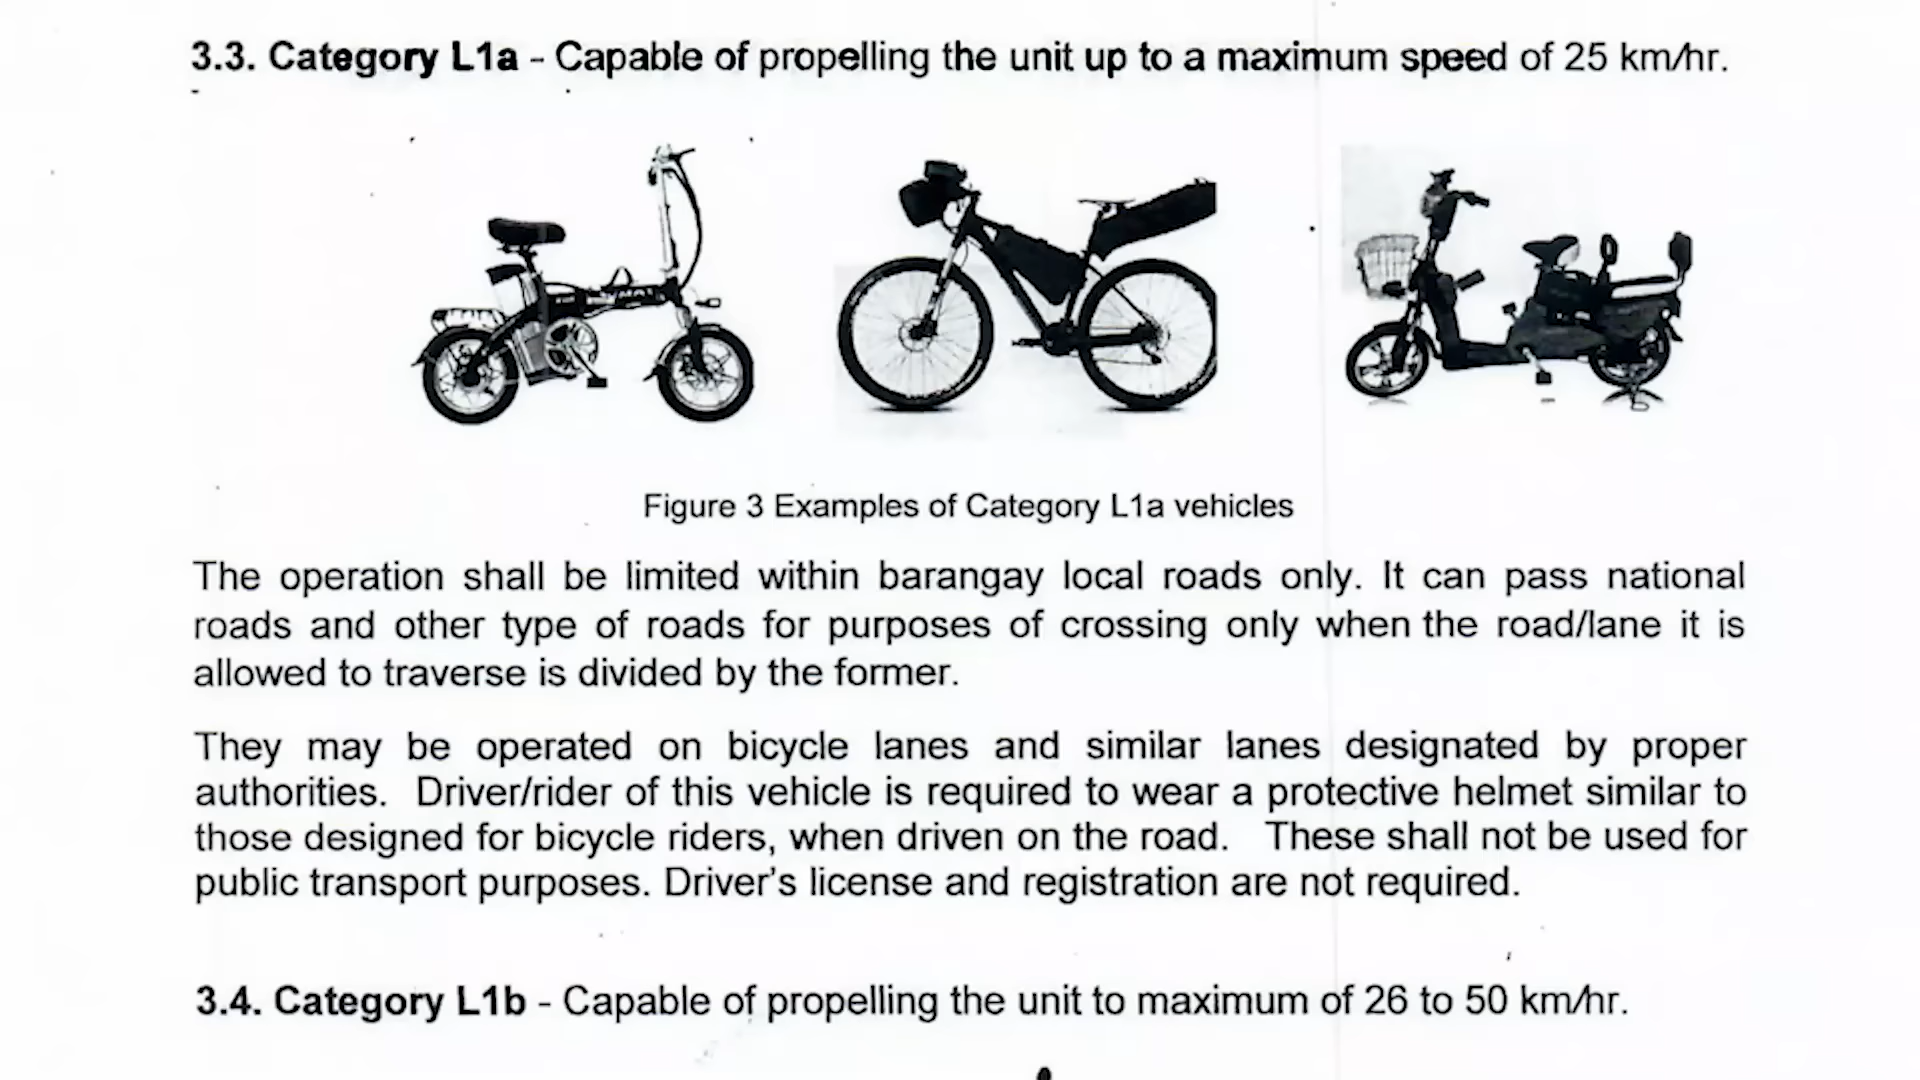 3.3. Category L1a - Capable of propelling the unit up to a maximum speed of 25 km/hr.
Figure 3 Examples of Category L1a vehicles
The operation shall be limited within barangay local roads only. It can pass national
roads and other type of roads for purposes of crossing only when the road/lane it is
allowed to traverse is divided by the former.
They may be operated on bicycle lanes and similar lanes designated by proper
authorities. Driver/rider of this vehicle is required to wear a protective helmet similar to
those designed for bicycle riders, when driven on the road. These shall not be used for
public transport purposes. Driver's license and registration are not required.
3.4. Category L1b - Capable of propelling the unit to maximum of 26 to 50 km/hr.